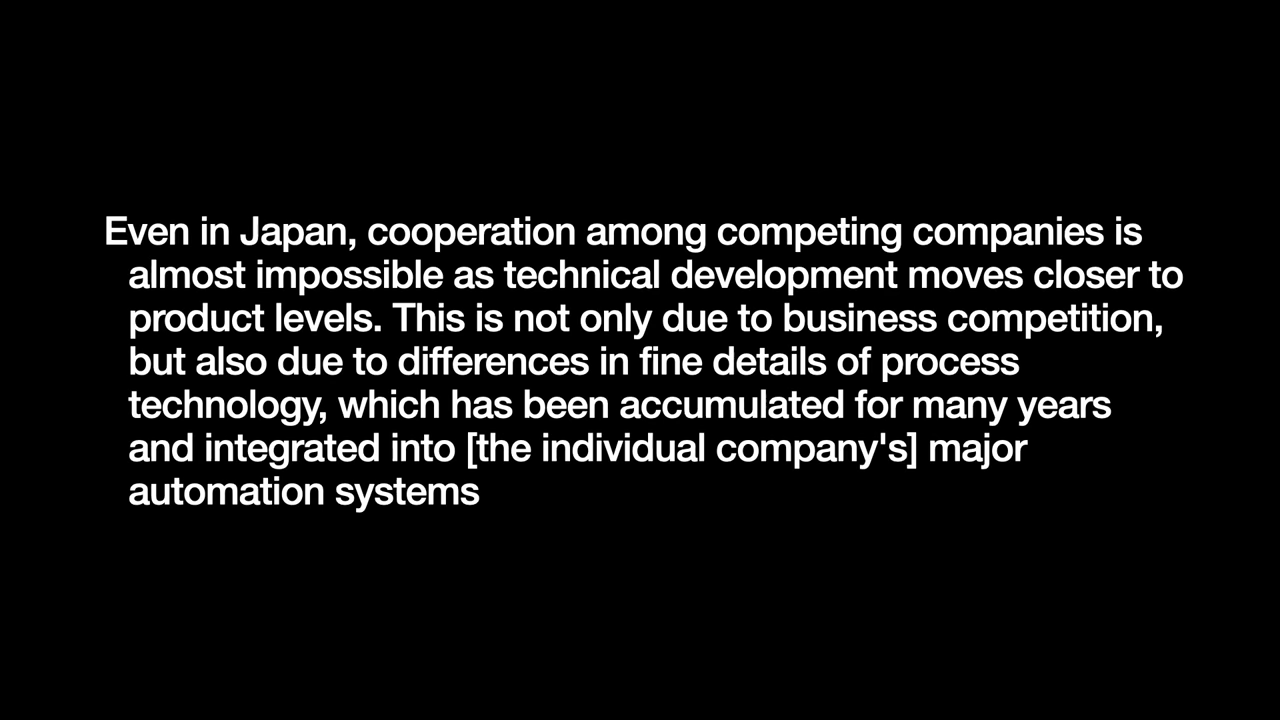 Even in Japan, cooperation among competing companies is
almost impossible as technical development moves closer to
product levels. This is not only due to business competition,
but also due to differences in fine details of process
technology, which has been accumulated for many years
and integrated into [the individual company's] major
automation systems